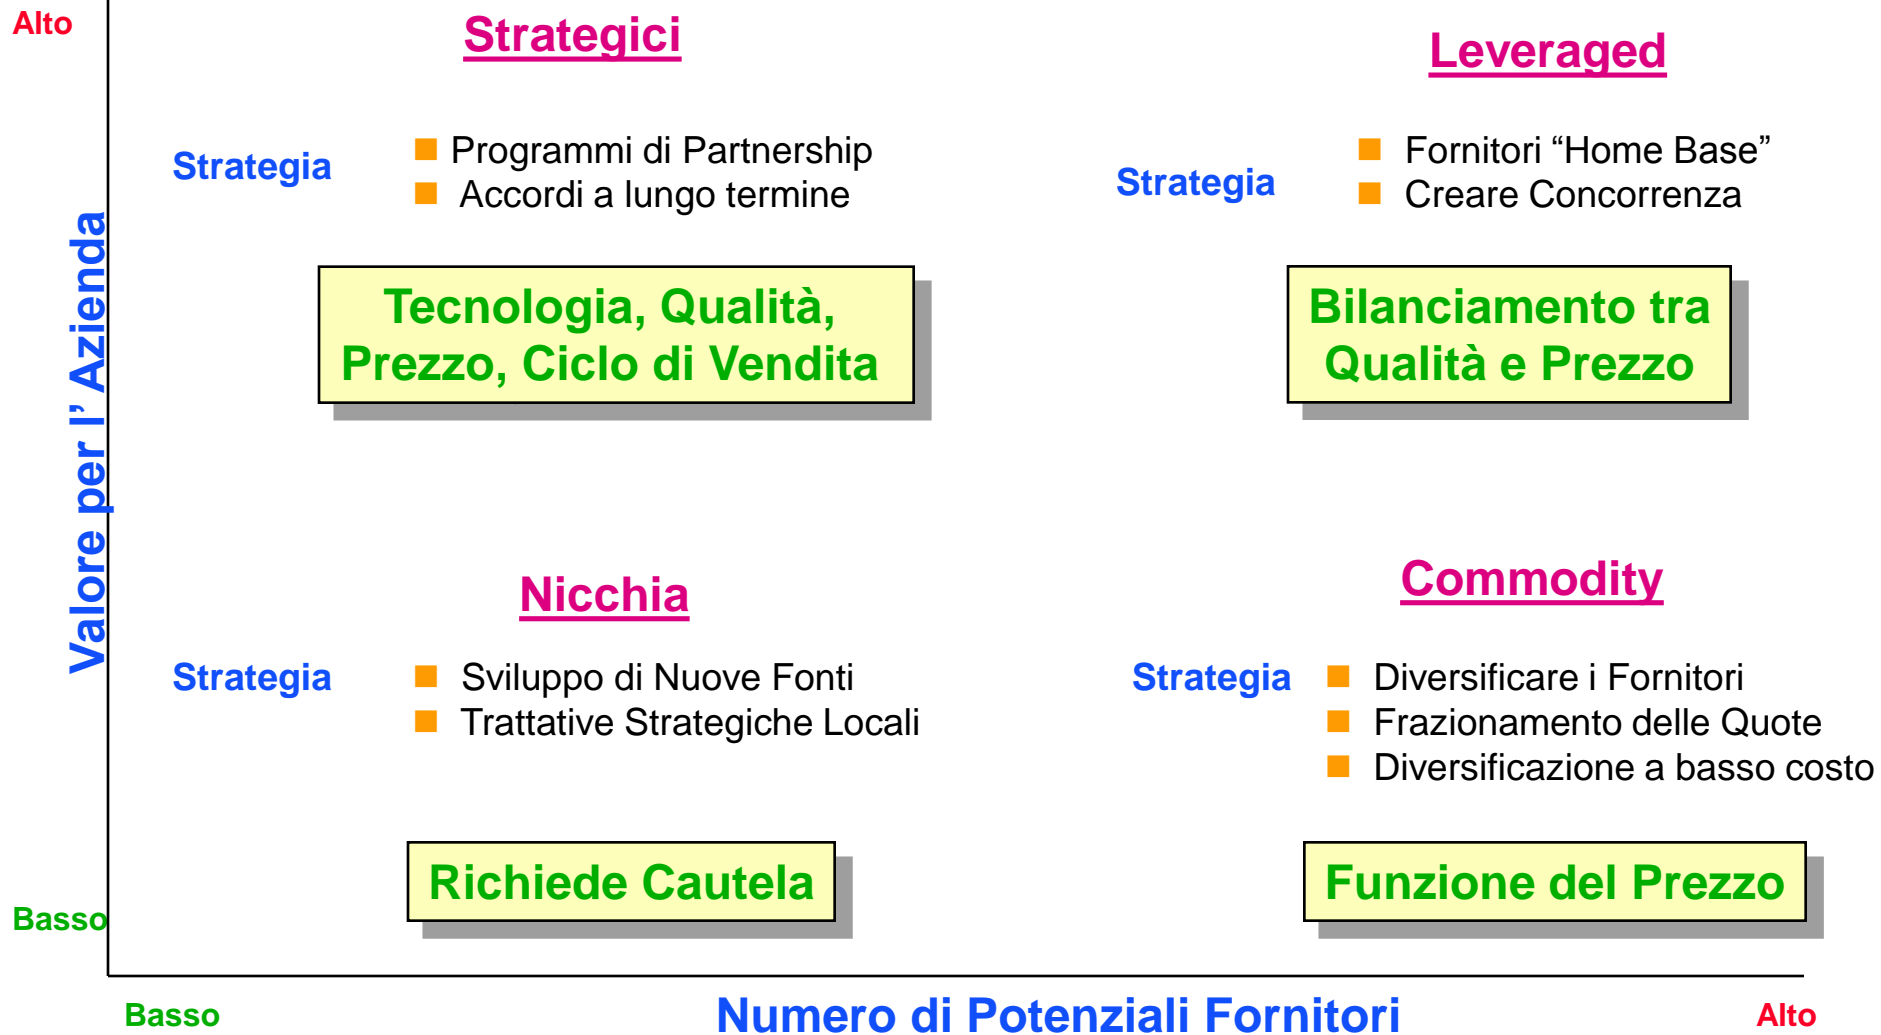 Alto
Strategici
Leveraged
Strategia
Programmi di Partnership
Accordi a lungo termine
Strategia
Fornitori “Home Base”
Creare Concorrenza
Tecnologia, Qualità,
Prezzo, Ciclo di Vendita
Bilanciamento tra
Qualità e Prezzo
Valore per l’ Azienda
Nicchia
Commodity
Strategia
Sviluppo di Nuove Fonti
Trattative Strategiche Locali
Strategia
Diversificare i Fornitori
Frazionamento delle Quote
Diversificazione a basso costo
Richiede Cautela
Funzione del Prezzo
Basso
Basso
Numero di Potenziali Fornitori
Alto